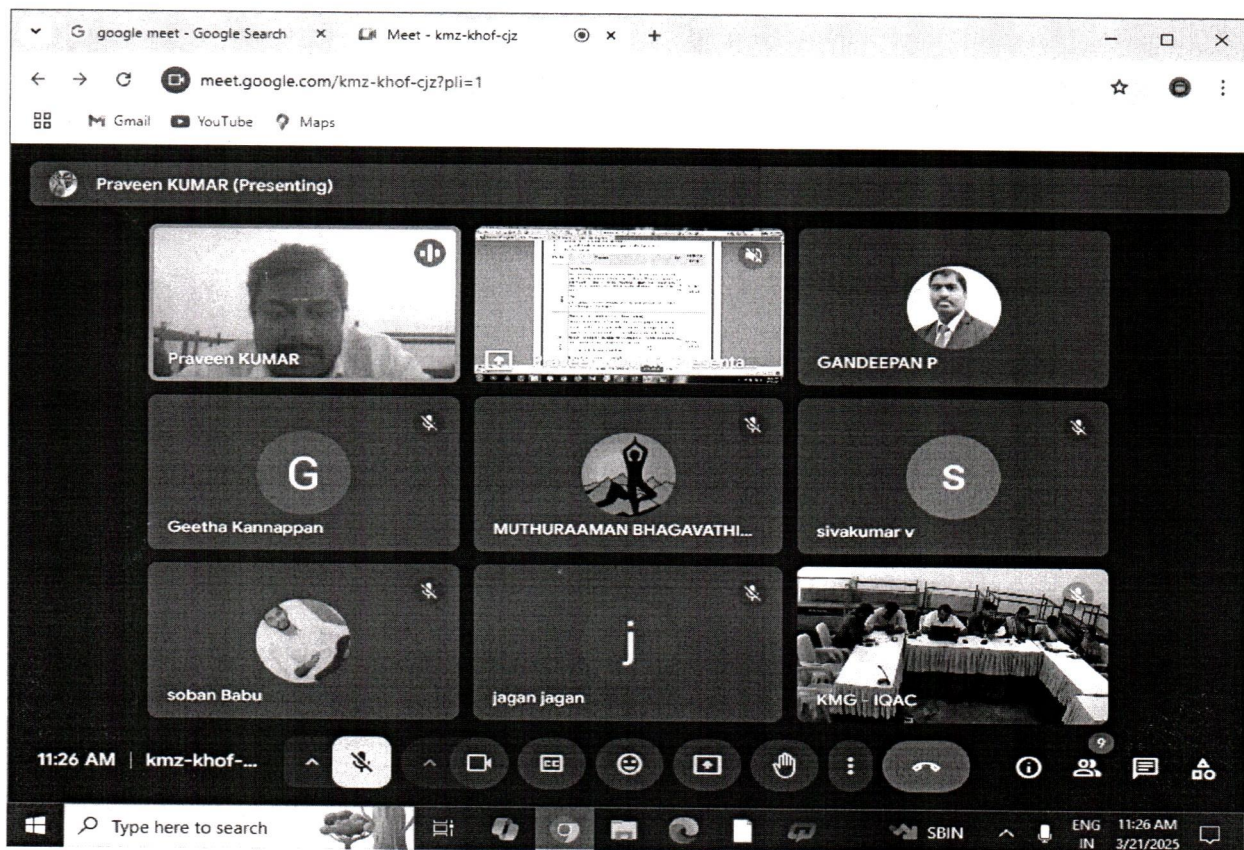 google meet - Google Search
Meet - kmz-khof-cjz
meet.google.com/kmz-khof-cjz?pli=1
Gmail YouTube Maps
Praveen KUMAR (Presenting)
Praveen KUMAR
GANDEEPAN P
G
Geetha Kannappan
MUTHURAAMAN BHAGAVATHI...
S
sivakumar v
soban Babu
j
jagan jagan
KMG - IQAC
11:26 AM | kmz-khof-...
CC
9
Type here to search
SBIN
ENG
IN
11:26 AM
3/21/2025